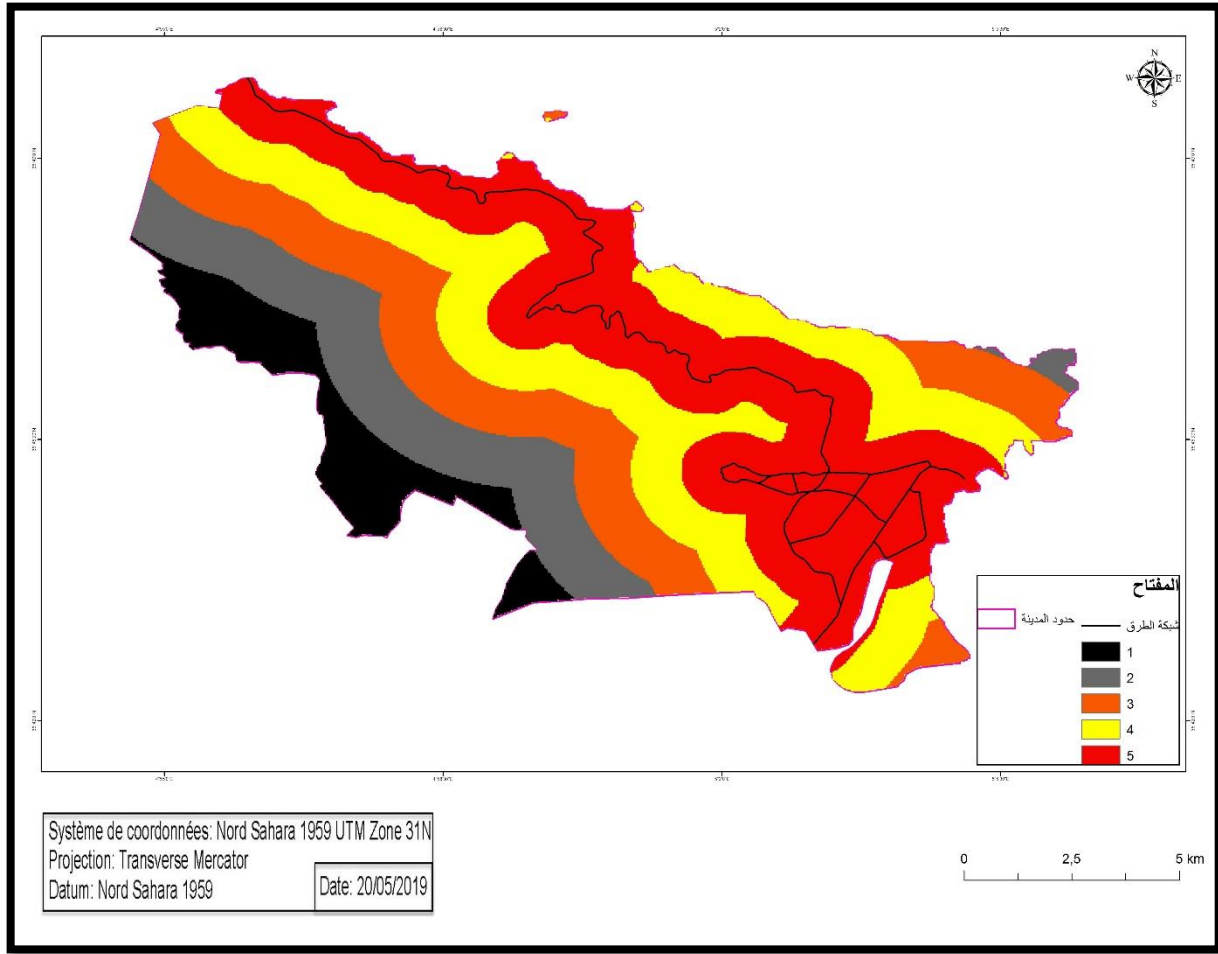 N
W E
S
المفتاح
شبكة الطرق
حدود المدينة
1
2
3
4
5
Système de coordonnées: Nord Sahara 1959 UTM Zone 31N
Projection: Transverse Mercator
Datum: Nord Sahara 1959
Date: 20/05/2019
0 2,5 5 km